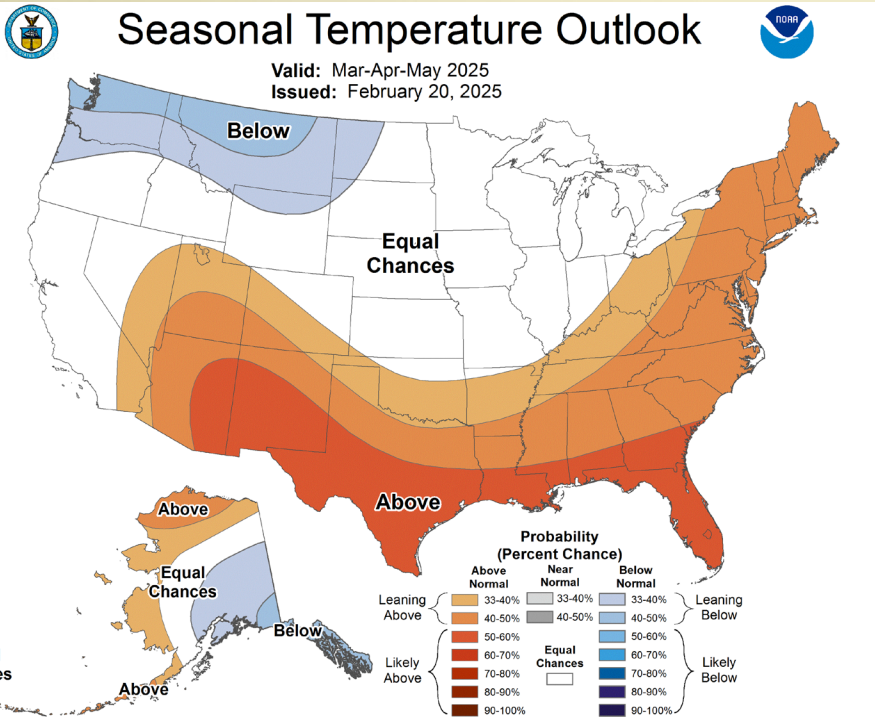 Seasonal Temperature Outlook
NOAA
Valid: Mar-Apr-May 2025
Issued: February 20, 2025
Below
Equal
Chances
Above
Above
Equal
Chances
Below
Above
es
Probability
(Percent Chance)
Above
Normal
Near
Normal
Below
Normal
Leaning
Above
33-40%
33-40%
33-40%
Leaning
Below
40-50%
40-50%
40-50%
Likely
Above
50-60%
50-60%
Likely
Below
60-70%
60-70%
Equal
Chances
70-80%
70-80%
80-90%
80-90%
90-100%
90-100%